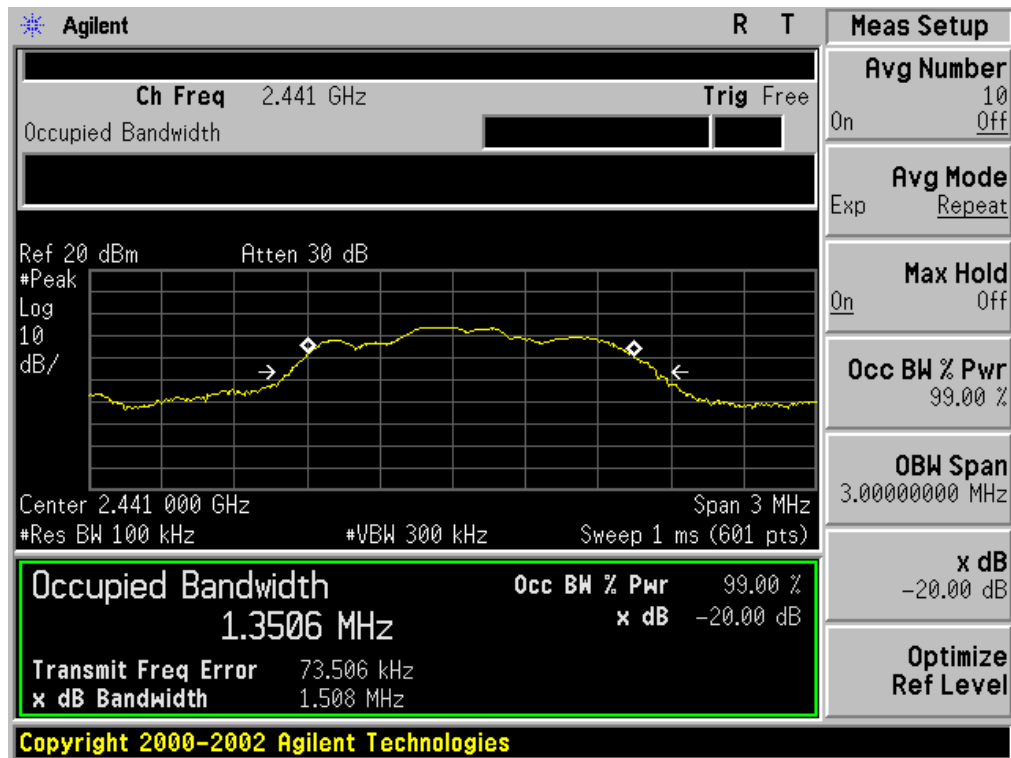 Agilent R T
Meas Setup
Ch Freq 2.441 GHz Trig Free
Occupied Bandwidth
Ref 20 dBm Atten 30 dB
#Peak
Log
10
dB/
Center 2.441 000 GHz Span 3 MHz
#Res BW 100 kHz #VBW 300 kHz Sweep 1 ms (601 pts)
Occupied Bandwidth
1.3506 MHz
Occ BW % Pwr 99.00 %
x dB -20.00 dB
Transmit Freq Error 73.506 kHz
x dB Bandwidth 1.508 MHz
Avg Number
10
On Off
Avg Mode
Exp Repeat
Max Hold
On Off
Occ BW % Pwr
99.00 %
OBW Span
3.00000000 MHz
x dB
-20.00 dB
Optimize
Ref Level
Copyright 2000-2002 Agilent Technologies